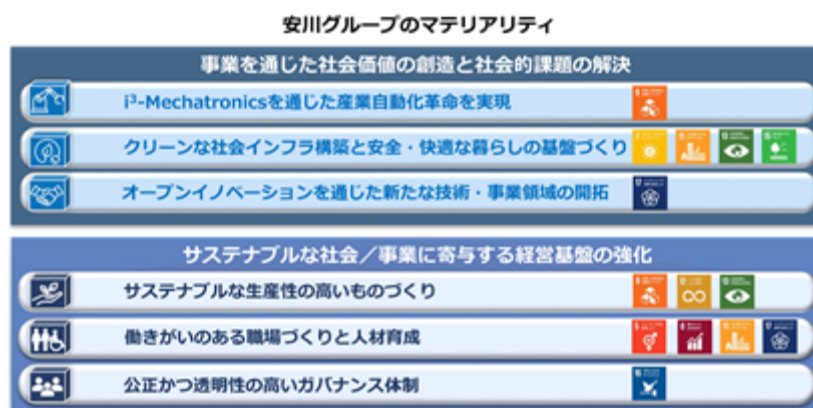 安川グループのマテリアリティ
事業を通じた社会価値の創造と社会的課題の解決
i³-Mechatronicsを通じた産業自動化革命を実現
クリーンな社会インフラ構築と安全・快適な暮らしの基盤づくり
オープンイノベーションを通じた新たな技術・事業領域の開拓
サステナブルな社会／事業に寄与する経営基盤の強化
サステナブルな生産性の高いものづくり
働きがいのある職場づくりと人材育成
公正かつ透明性の高いガバナンス体制